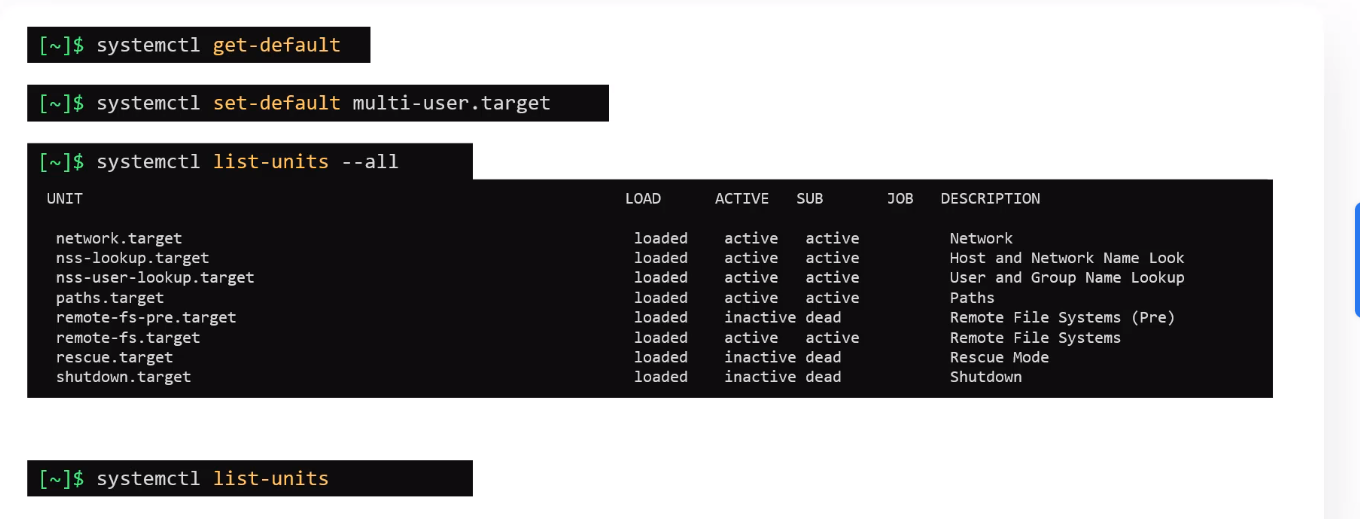 [~]$ systemctl get-default
[~]$ systemctl set-default multi-user.target
[~]$ systemctl list-units --all
UNIT LOAD ACTIVE SUB JOB DESCRIPTION
network.target loaded active active Network
nss-lookup.target loaded active active Host and Network Name Look
nss-user-lookup.target loaded active active User and Group Name Lookup
paths.target loaded active active Paths
remote-fs-pre.target loaded inactive dead Remote File Systems (Pre)
remote-fs.target loaded active active Remote File Systems
rescue.target loaded inactive dead Rescue Mode
shutdown.target loaded inactive dead Shutdown
[~]$ systemctl list-units